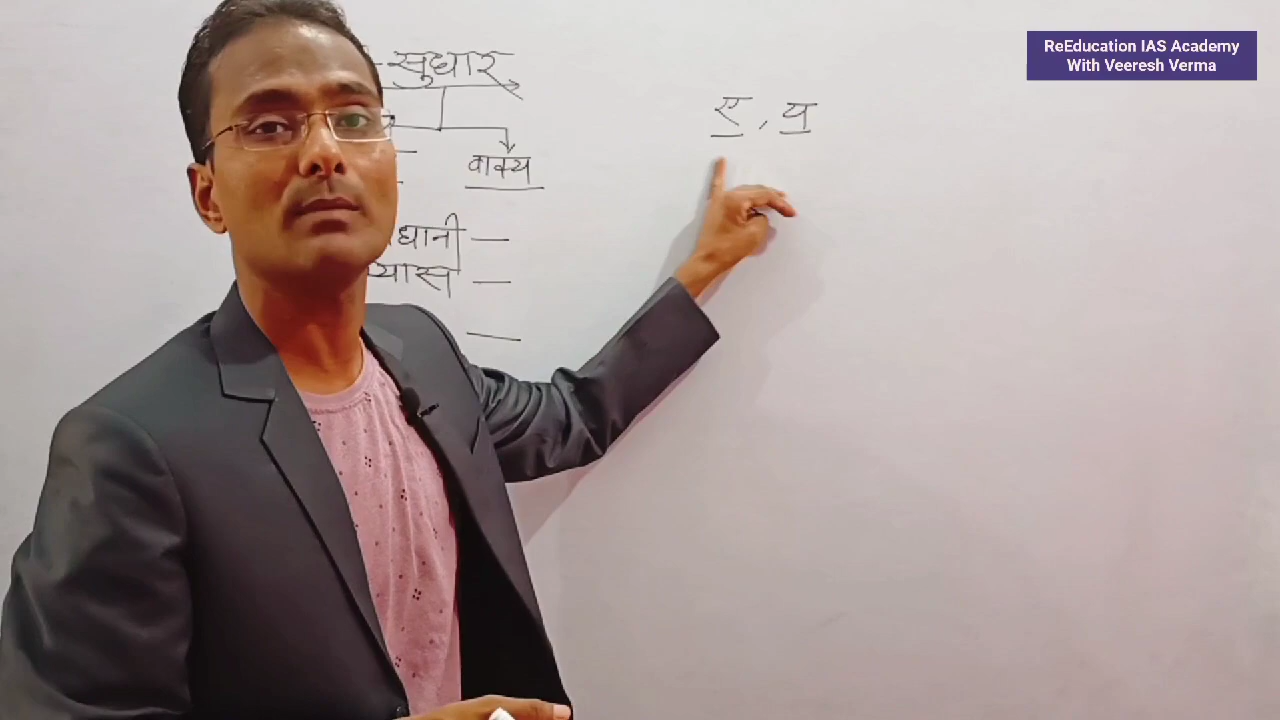 ReEducation IAS Academy
With Veeresh Verma
सुधार
ए, य
वाक्य